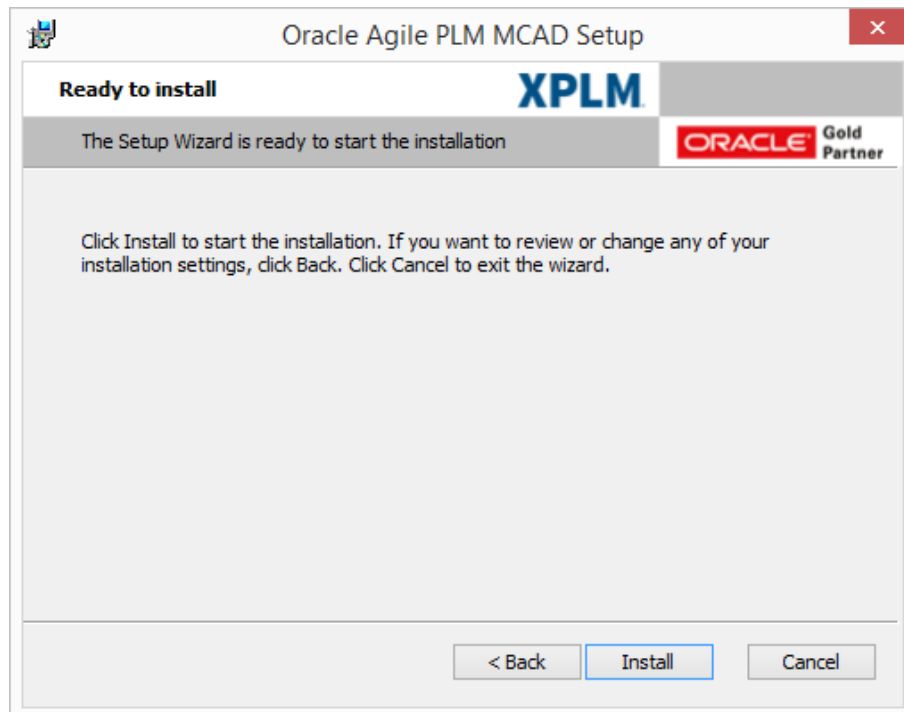 Oracle Agile PLM MCAD Setup
Ready to install
XPLM
The Setup Wizard is ready to start the installation
ORACLE Gold
Partner
Click Install to start the installation. If you want to review or change any of your
installation settings, click Back. Click Cancel to exit the wizard.
< Back
Install
Cancel